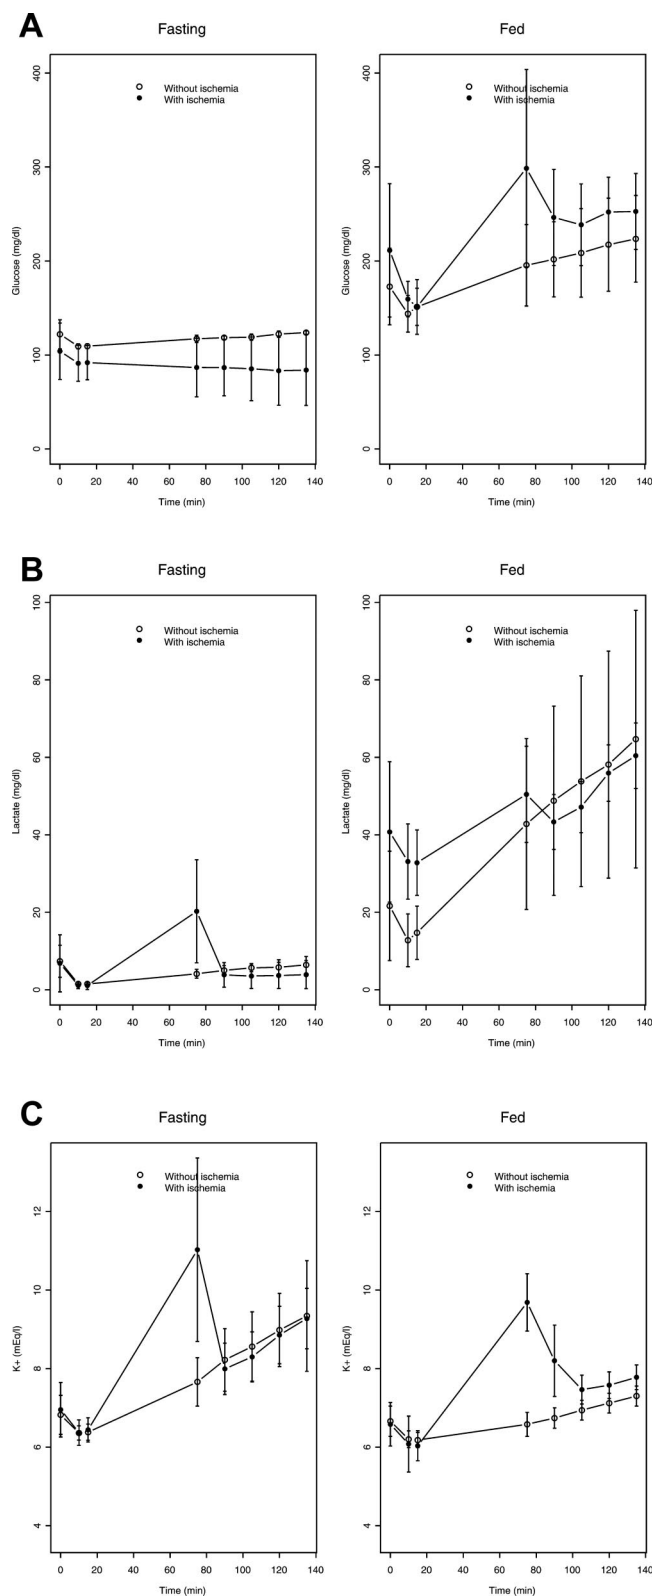 A
Fasting
Fed
Without ischemia
With ischemia
Without ischemia
With ischemia
400
300
200
100
0
Glucose (mg/dl)
400
300
200
100
0
Glucose (mg/dl)
0 20 40 60 80 100 120 140
0 20 40 60 80 100 120 140
Time (min)
Time (min)
B
Fasting
Fed
Without ischemia
With ischemia
Without ischemia
With ischemia
100
80
60
40
20
0
Lactate (mg/dl)
100
80
60
40
20
0
Lactate (mg/dl)
0 20 40 60 80 100 120 140
0 20 40 60 80 100 120 140
Time (min)
Time (min)
C
Fasting
Fed
Without ischemia
With ischemia
Without ischemia
With ischemia
12
10
8
6
4
K+ (mEq/l)
12
10
8
6
4
K+ (mEq/l)
0 20 40 60 80 100 120 140
0 20 40 60 80 100 120 140
Time (min)
Time (min)